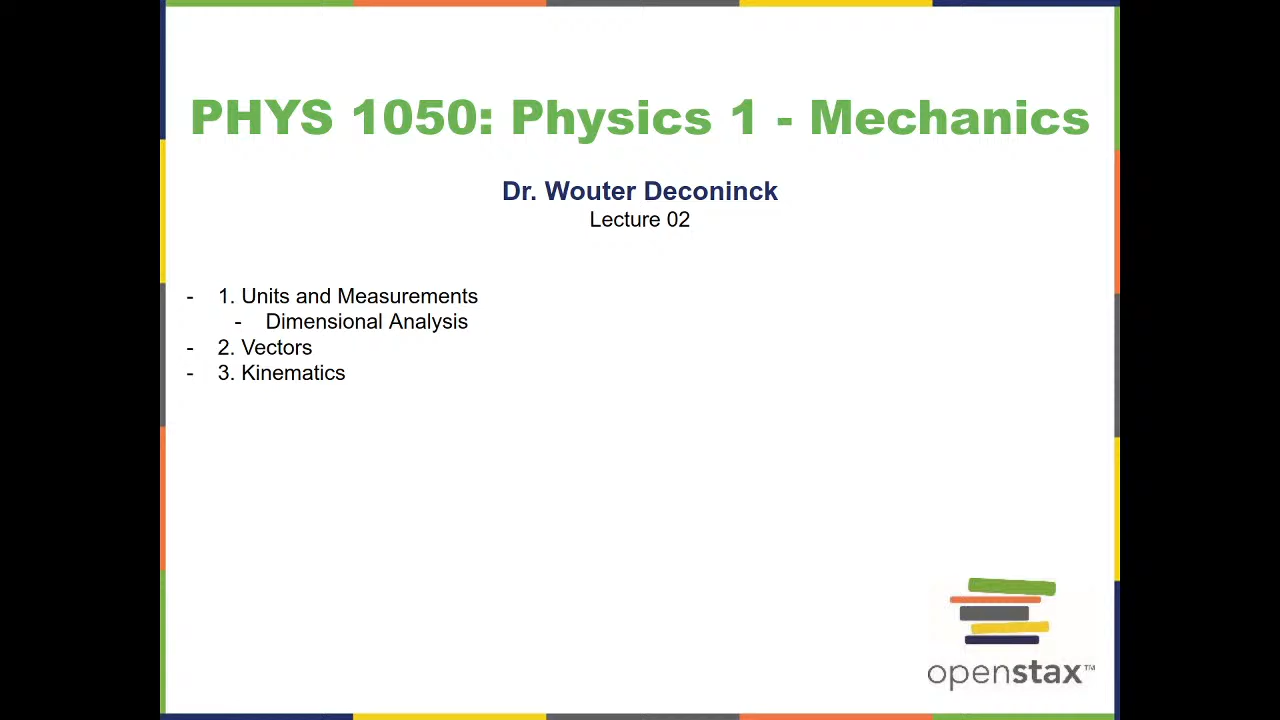 PHYS 1050: Physics 1 - Mechanics
Dr. Wouter Deconinck
Lecture 02
- 1. Units and Measurements
- Dimensional Analysis
- 2. Vectors
- 3. Kinematics
openstax™